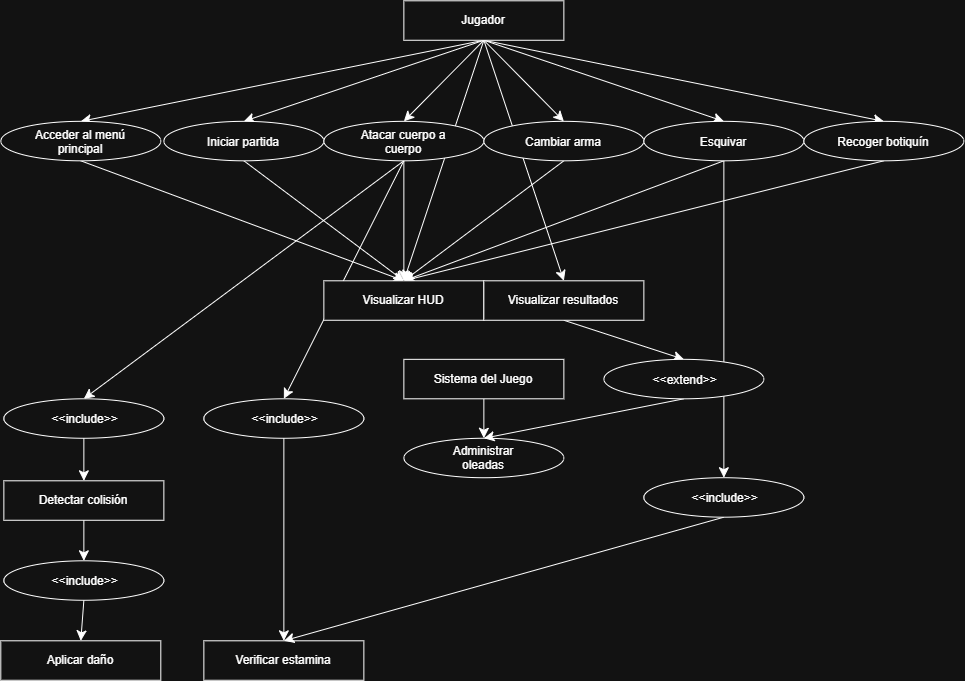 Jugador
Acceder al menú
principal
Iniciar partida
Atacar cuerpo a
cuerpo
Cambiar arma
Esquivar
Recoger botiquín
Visualizar HUD
Visualizar resultados
Sistema del Juego
<<extend>>
<<include>>
<<include>>
Administrar
oleadas
Detectar colisión
<<include>>
<<include>>
Aplicar daño
Verificar estamina